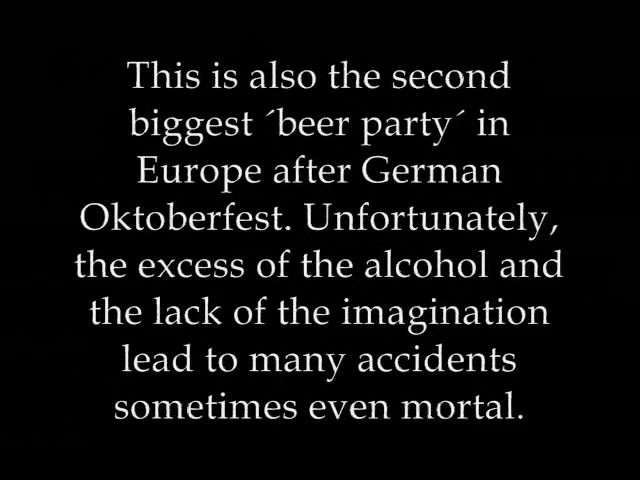 This is also the second
biggest ´beer party´ in
Europe after German
Oktoberfest. Unfortunately,
the excess of the alcohol and
the lack of the imagination
lead to many accidents
sometimes even mortal.